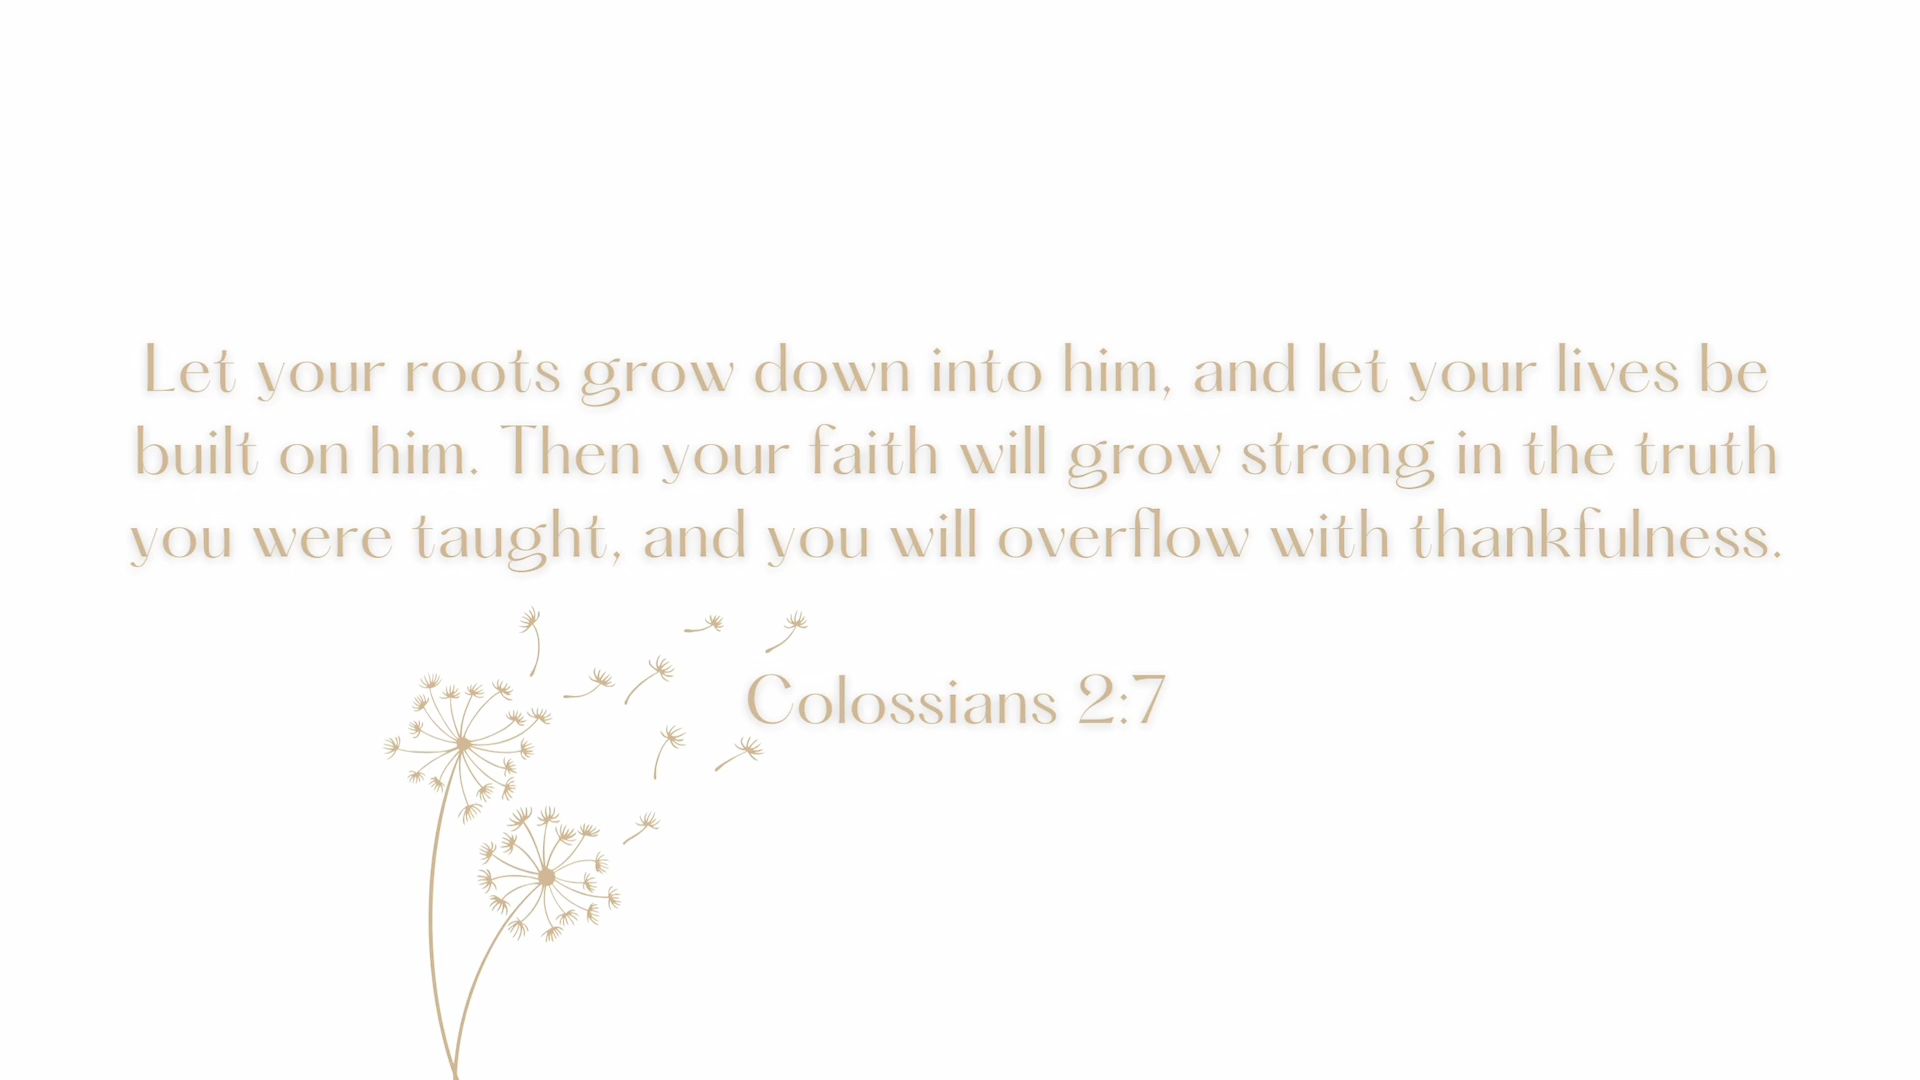 Let your roots grow down into him, and let your lives be
built on him. Then your faith will grow strong in the truth
you were taught, and you will overflow with thankfulness.
Colossians 2:7